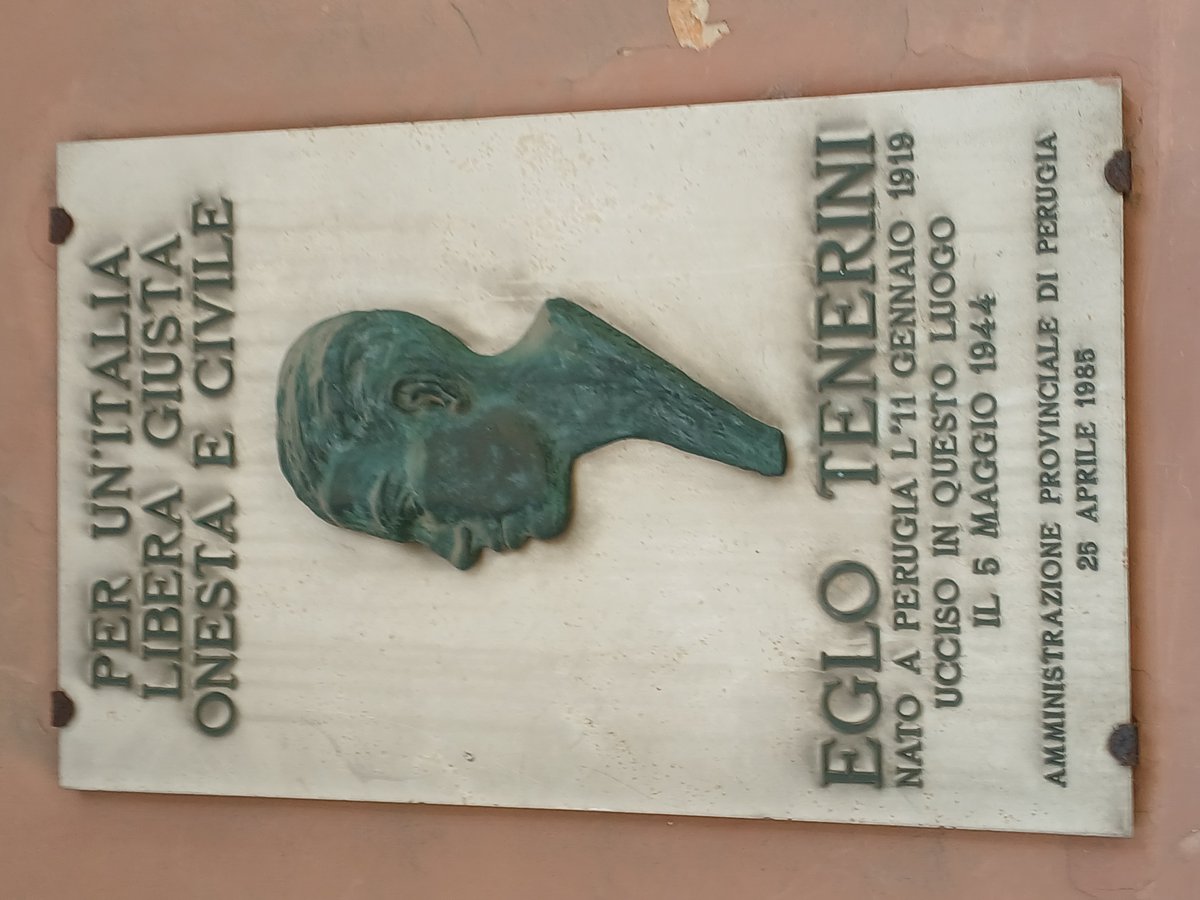 PER UN'ITALIA
LIBERA GIUSTA
ONESTA E CIVILE
EGLO TENERINI
NATO A PERUGIA L'11 GENNAIO 1919
UCCISO IN QUESTO LUOGO
IL 5 MAGGIO 1944
AMMINISTRAZIONE PROVINCIALE DI PERUGIA
25 APRILE 1985